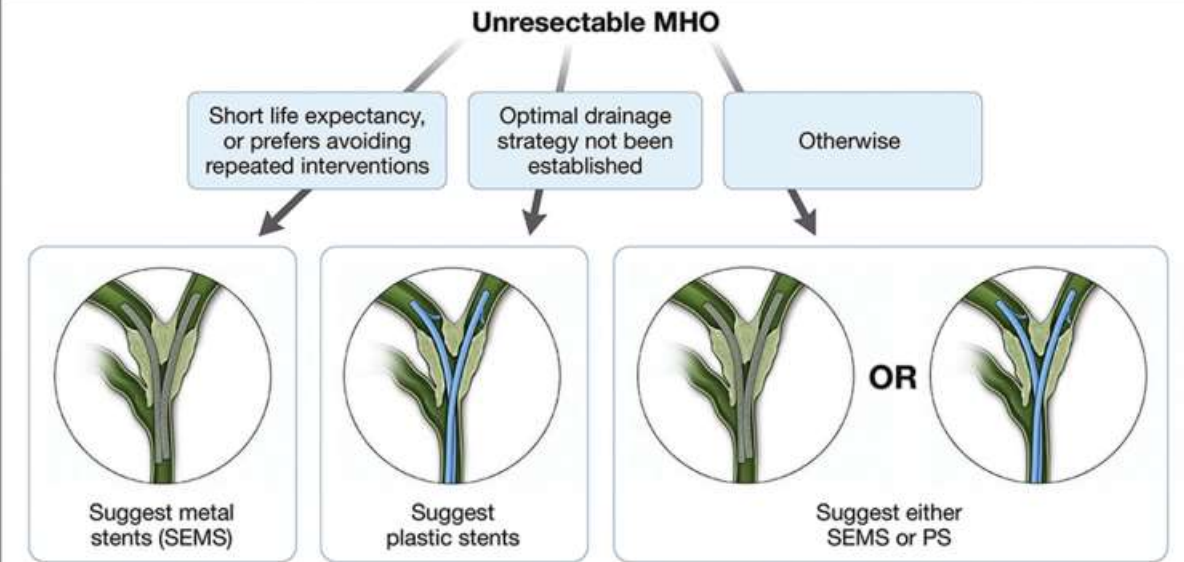 Unresectable MHO
Short life expectancy,
or prefers avoiding
repeated interventions
Optimal drainage
strategy not been
established
Otherwise
OR
Suggest metal
stents (SEMS)
Suggest
plastic stents
Suggest either
SEMS or PS